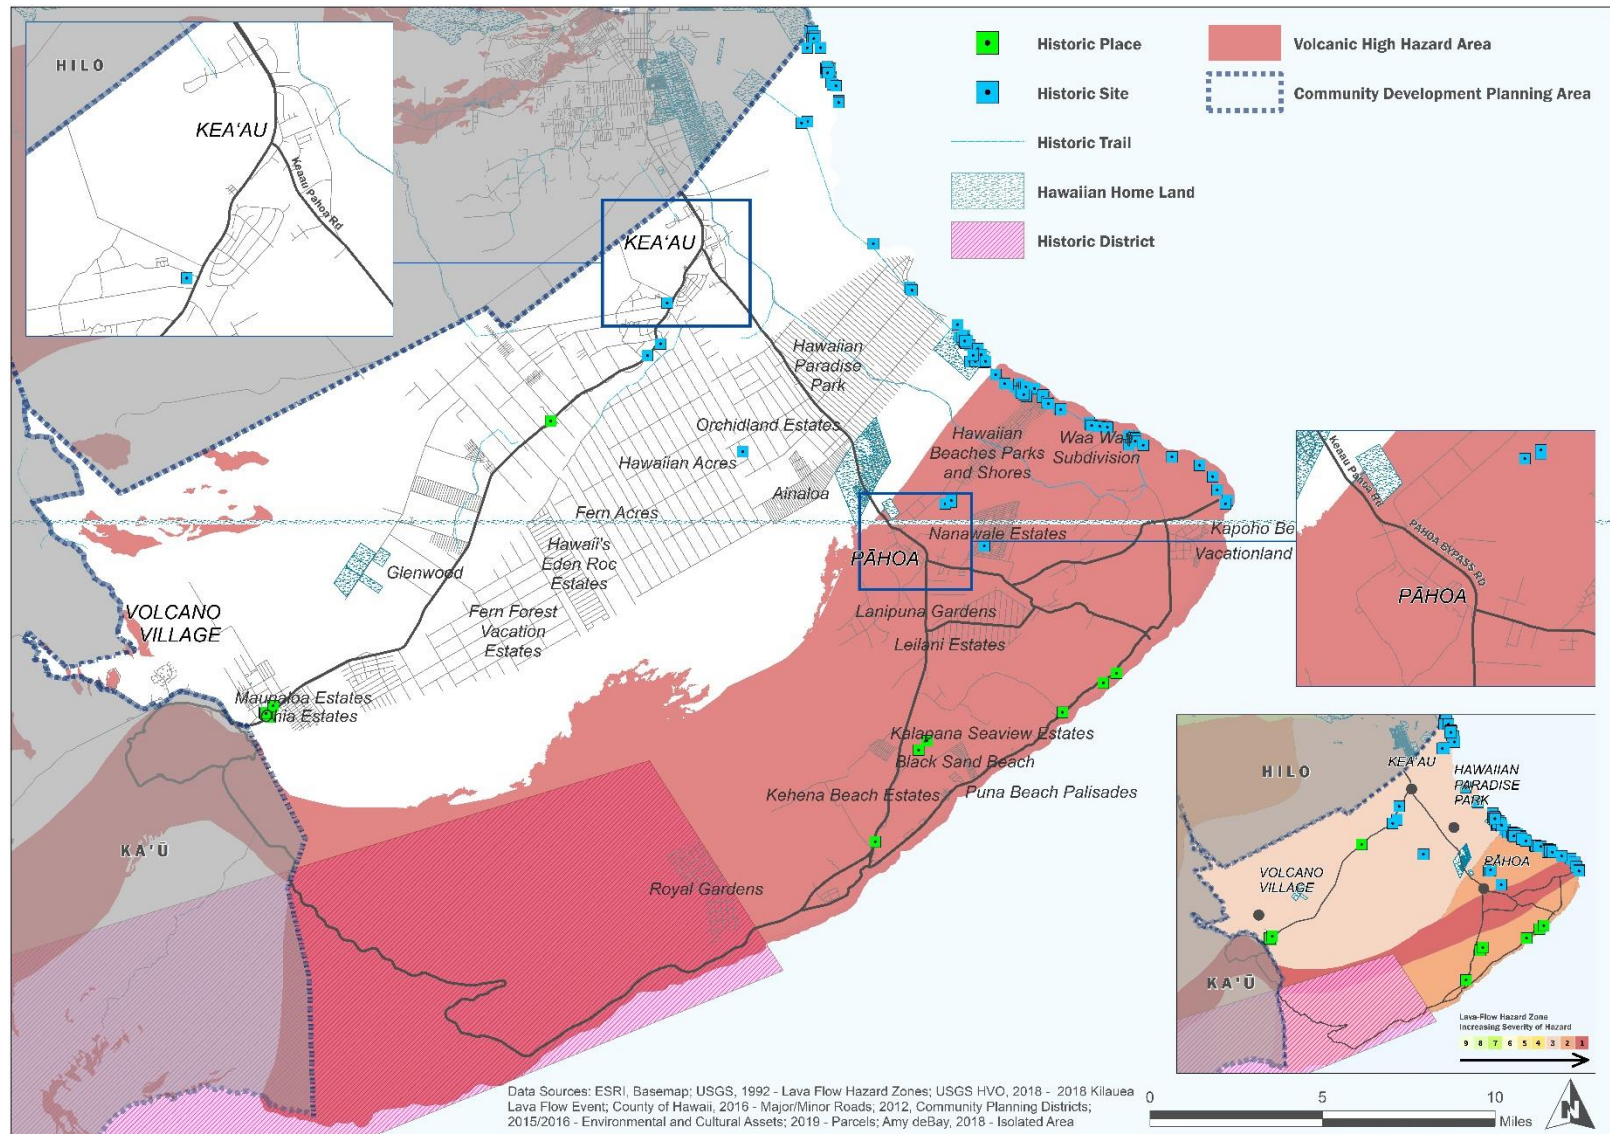 HILO
KEA'AU
Keaau Pahoa Rd
Historic Place
Historic Site
Historic Trail
Hawaiian Home Land
Historic District
Volcanic High Hazard Area
Community Development Planning Area
KEA'AU
Hawaiian
Paradise
Park
Orchidland Estates
Hawaiian Acres
Ainaloa
Fern Acres
Hawaii's
Eden Roc
Estates
Glenwood
Fern Forest
Vacation
Estates
VOLCANO
VILLAGE
Maunaloa Estates
Ohia Estates
Hawaiian
Beaches Parks
and Shores
Waa Waa
Subdivision
Nanawale Estates
Kapoho Be
Vacationland
PĀHOA
Lanipuna Gardens
Leilani Estates
Kalapana Seaview Estates
Black Sand Beach
Kehena Beach Estates
Puna Beach Palisades
Royal Gardens
KA'Ū
Keaau Pahoa Rd
PAHOA BYPASS RD
PĀHOA
HILO
KEA'AU
HAWAIIAN
PARADISE
PARK
PĀHOA
VOLCANO
VILLAGE
KA'Ū
Lava-Flow Hazard Zone
Increasing Severity of Hazard
9 8 7 6 5 4 3 2 1
Data Sources: ESRI, Basemap; USGS, 1992 - Lava Flow Hazard Zones; USGS HVO, 2018 - 2018 Kilauea
Lava Flow Event; County of Hawaii, 2016 - Major/Minor Roads; 2012, Community Planning Districts;
2015/2016 - Environmental and Cultural Assets; 2019 - Parcels; Amy deBay, 2018 - Isolated Area
0 5 10
Miles
N